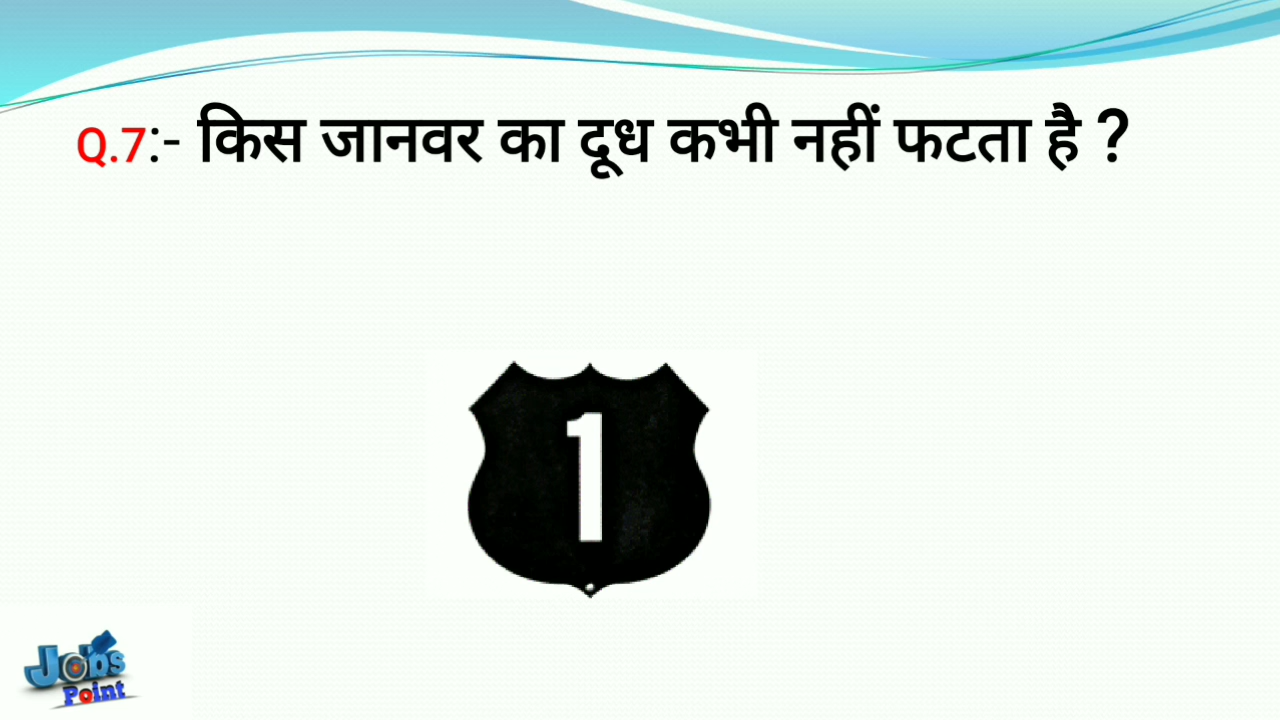 Q.7:- किस जानवर का दूध कभी नहीं फटता है ?
1
Jobs
Point